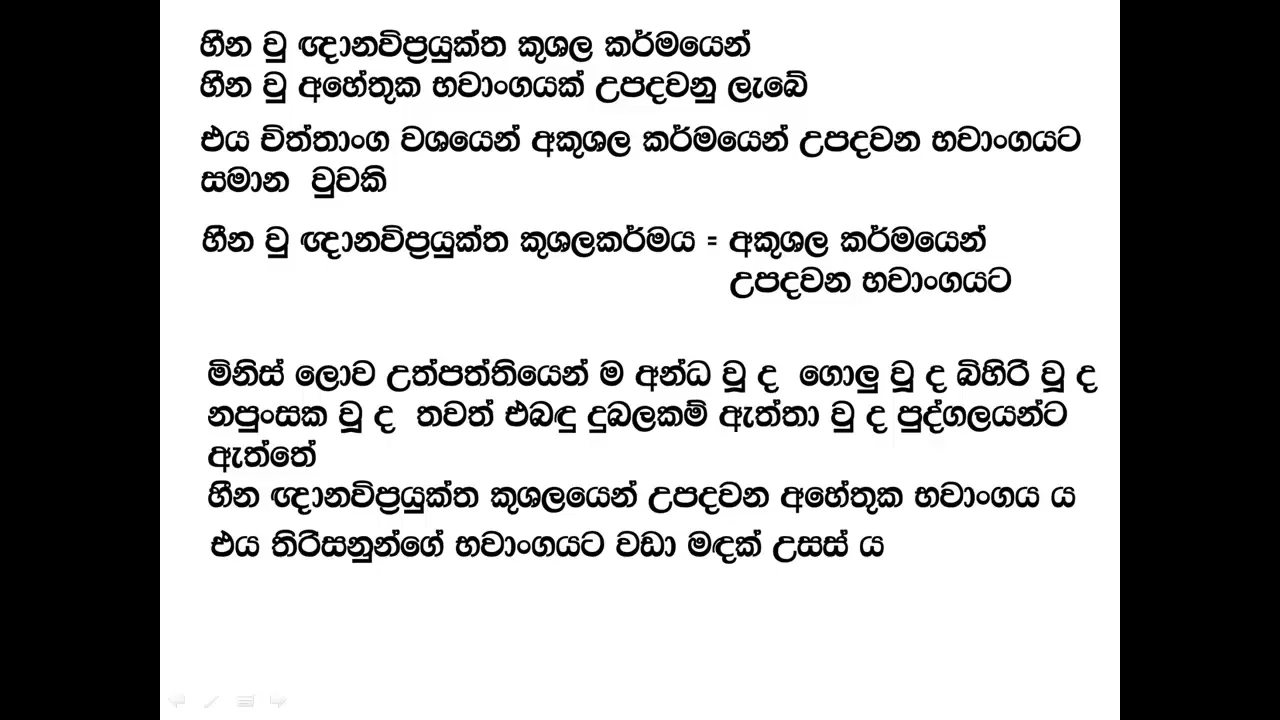 හීන වු ඥානවිප්‍රයුක්ත කුශල කර්මයෙන්
හීන වු අහේතුක භවාංගයක් උපදවනු ලැබේ
එය චිත්තාංග වශයෙන් අකුශල කර්මයෙන් උපදවන භවාංගයට
සමාන වුවකි
හීන වු ඥානවිප්‍රයුක්ත කුශලකර්මය = අකුශල කර්මයෙන්
උපදවන භවාංගයට
මිනිස් ලොව උත්පත්තියෙන් ම අන්ධ වූ ද ගොලු වූ ද බිහිරි වූ ද
නපුංසක වූ ද තවත් එබඳු දුබලකම් ඇත්තා වු ද පුද්ගලයන්ට
ඇත්තේ
හීන ඥානවිප්‍රයුක්ත කුශලයෙන් උපදවන අහේතුක භවාංගය ය
එය තිරිසනුන්ගේ භවාංගයට වඩා මඳක් උසස් ය